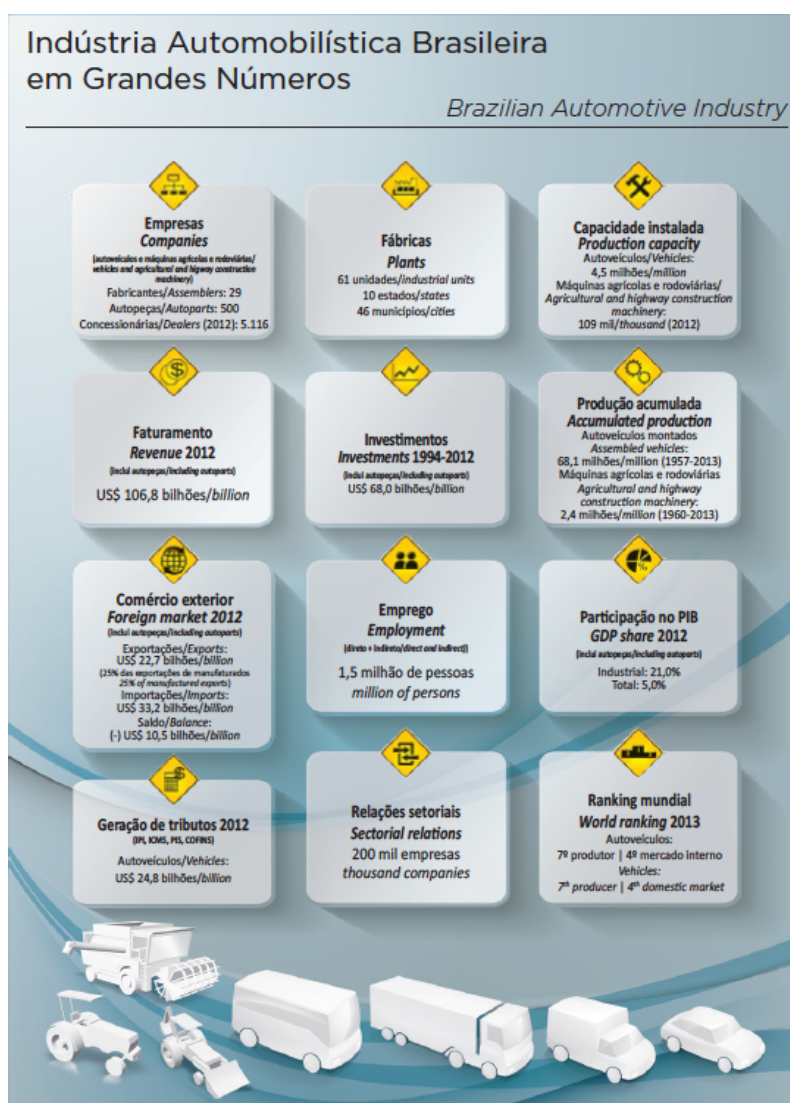 Indústria Automobilística Brasileira
em Grandes Números
Brazilian Automotive Industry
Empresas
Companies
(autoveículos e máquinas agrícolas e rodoviárias/
vehicles and agricultural and higway construction
machinery)
Fabricantes/Assemblers: 29
Autopeças/Autoparts: 500
Concessionárias/Dealers (2012): 5.116
Fábricas
Plants
61 unidades/industrial units
10 estados/states
46 municípios/cities
Capacidade instalada
Production capacity
Autoveículos/Vehicles:
4,5 milhões/million
Máquinas agrícolas e rodoviárias/
Agricultural and highway construction
machinery:
109 mil/thousand (2012)
Faturamento
Revenue 2012
(inclui autopeças/including autoparts)
US$ 106,8 bilhões/billion
Investimentos
Investments 1994-2012
(inclui autopeças/including autoparts)
US$ 68,0 bilhões/billion
Produção acumulada
Accumulated production
Autoveículos montados
Assembled vehicles:
68,1 milhões/million (1957-2013)
Máquinas agrícolas e rodoviárias
Agricultural and highway
construction machinery:
2,4 milhões/million (1960-2013)
Comércio exterior
Foreign market 2012
(inclui autopeças/including autoparts)
Exportações/Exports:
US$ 22,7 bilhões/billion
(25% das exportações de manufaturados
25% of manufactured exports)
Importações/Imports:
US$ 33,2 bilhões/billion
Saldo/Balance:
(-) US$ 10,5 bilhões/billion
Emprego
Employment
(direto + indireto/direct and indirect))
1,5 milhão de pessoas
million of persons
%
Participação no PIB
GDP share 2012
(inclui autopeças/including autoparts)
Industrial: 21,0%
Total: 5,0%
Geração de tributos 2012
(IPI, ICMS, PIS, COFINS)
Autoveículos/Vehicles:
US$ 24,8 bilhões/billion
Relações setoriais
Sectorial relations
200 mil empresas
thousand companies
Ranking mundial
World ranking 2013
Autoveículos:
7º produtor | 4º mercado interno
Vehicles:
7th producer | 4th domestic market